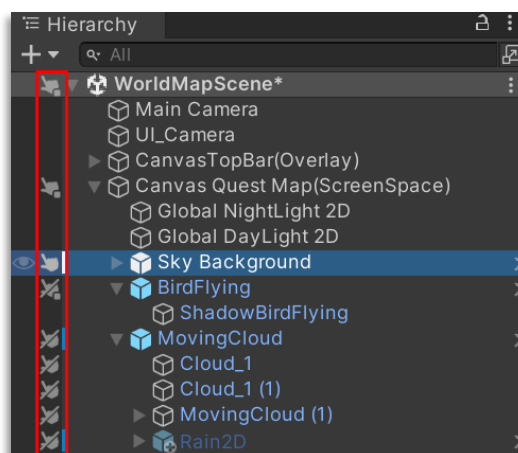 Hierarchy
All
WorldMapScene*
Main Camera
UI_Camera
CanvasTopBar(Overlay)
Canvas Quest Map(ScreenSpace)
Global NightLight 2D
Global DayLight 2D
Sky Background
BirdFlying
ShadowBirdFlying
MovingCloud
Cloud_1
Cloud_1 (1)
MovingCloud (1)
Rain2D